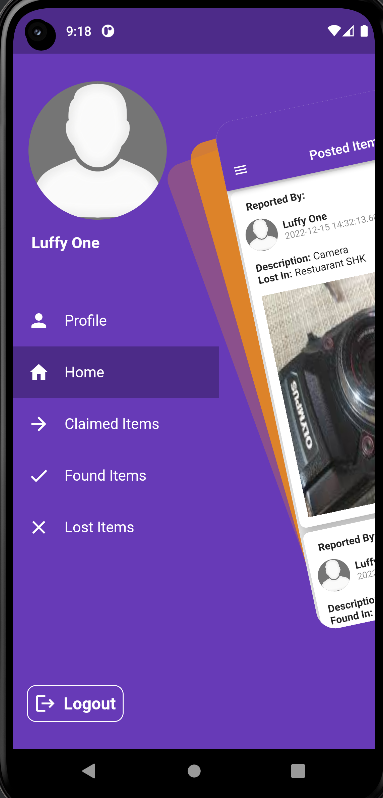 9:18
Luffy One
Profile
Home
Claimed Items
Found Items
Lost Items
Logout
Posted Item
Reported By:
Luffy One
2022-12-15 14:32:13.6
Description: Camera
Lost In: Restuarant SHK
OLYMPUS
Reported By
Luff
202
Descriptio
Found In: